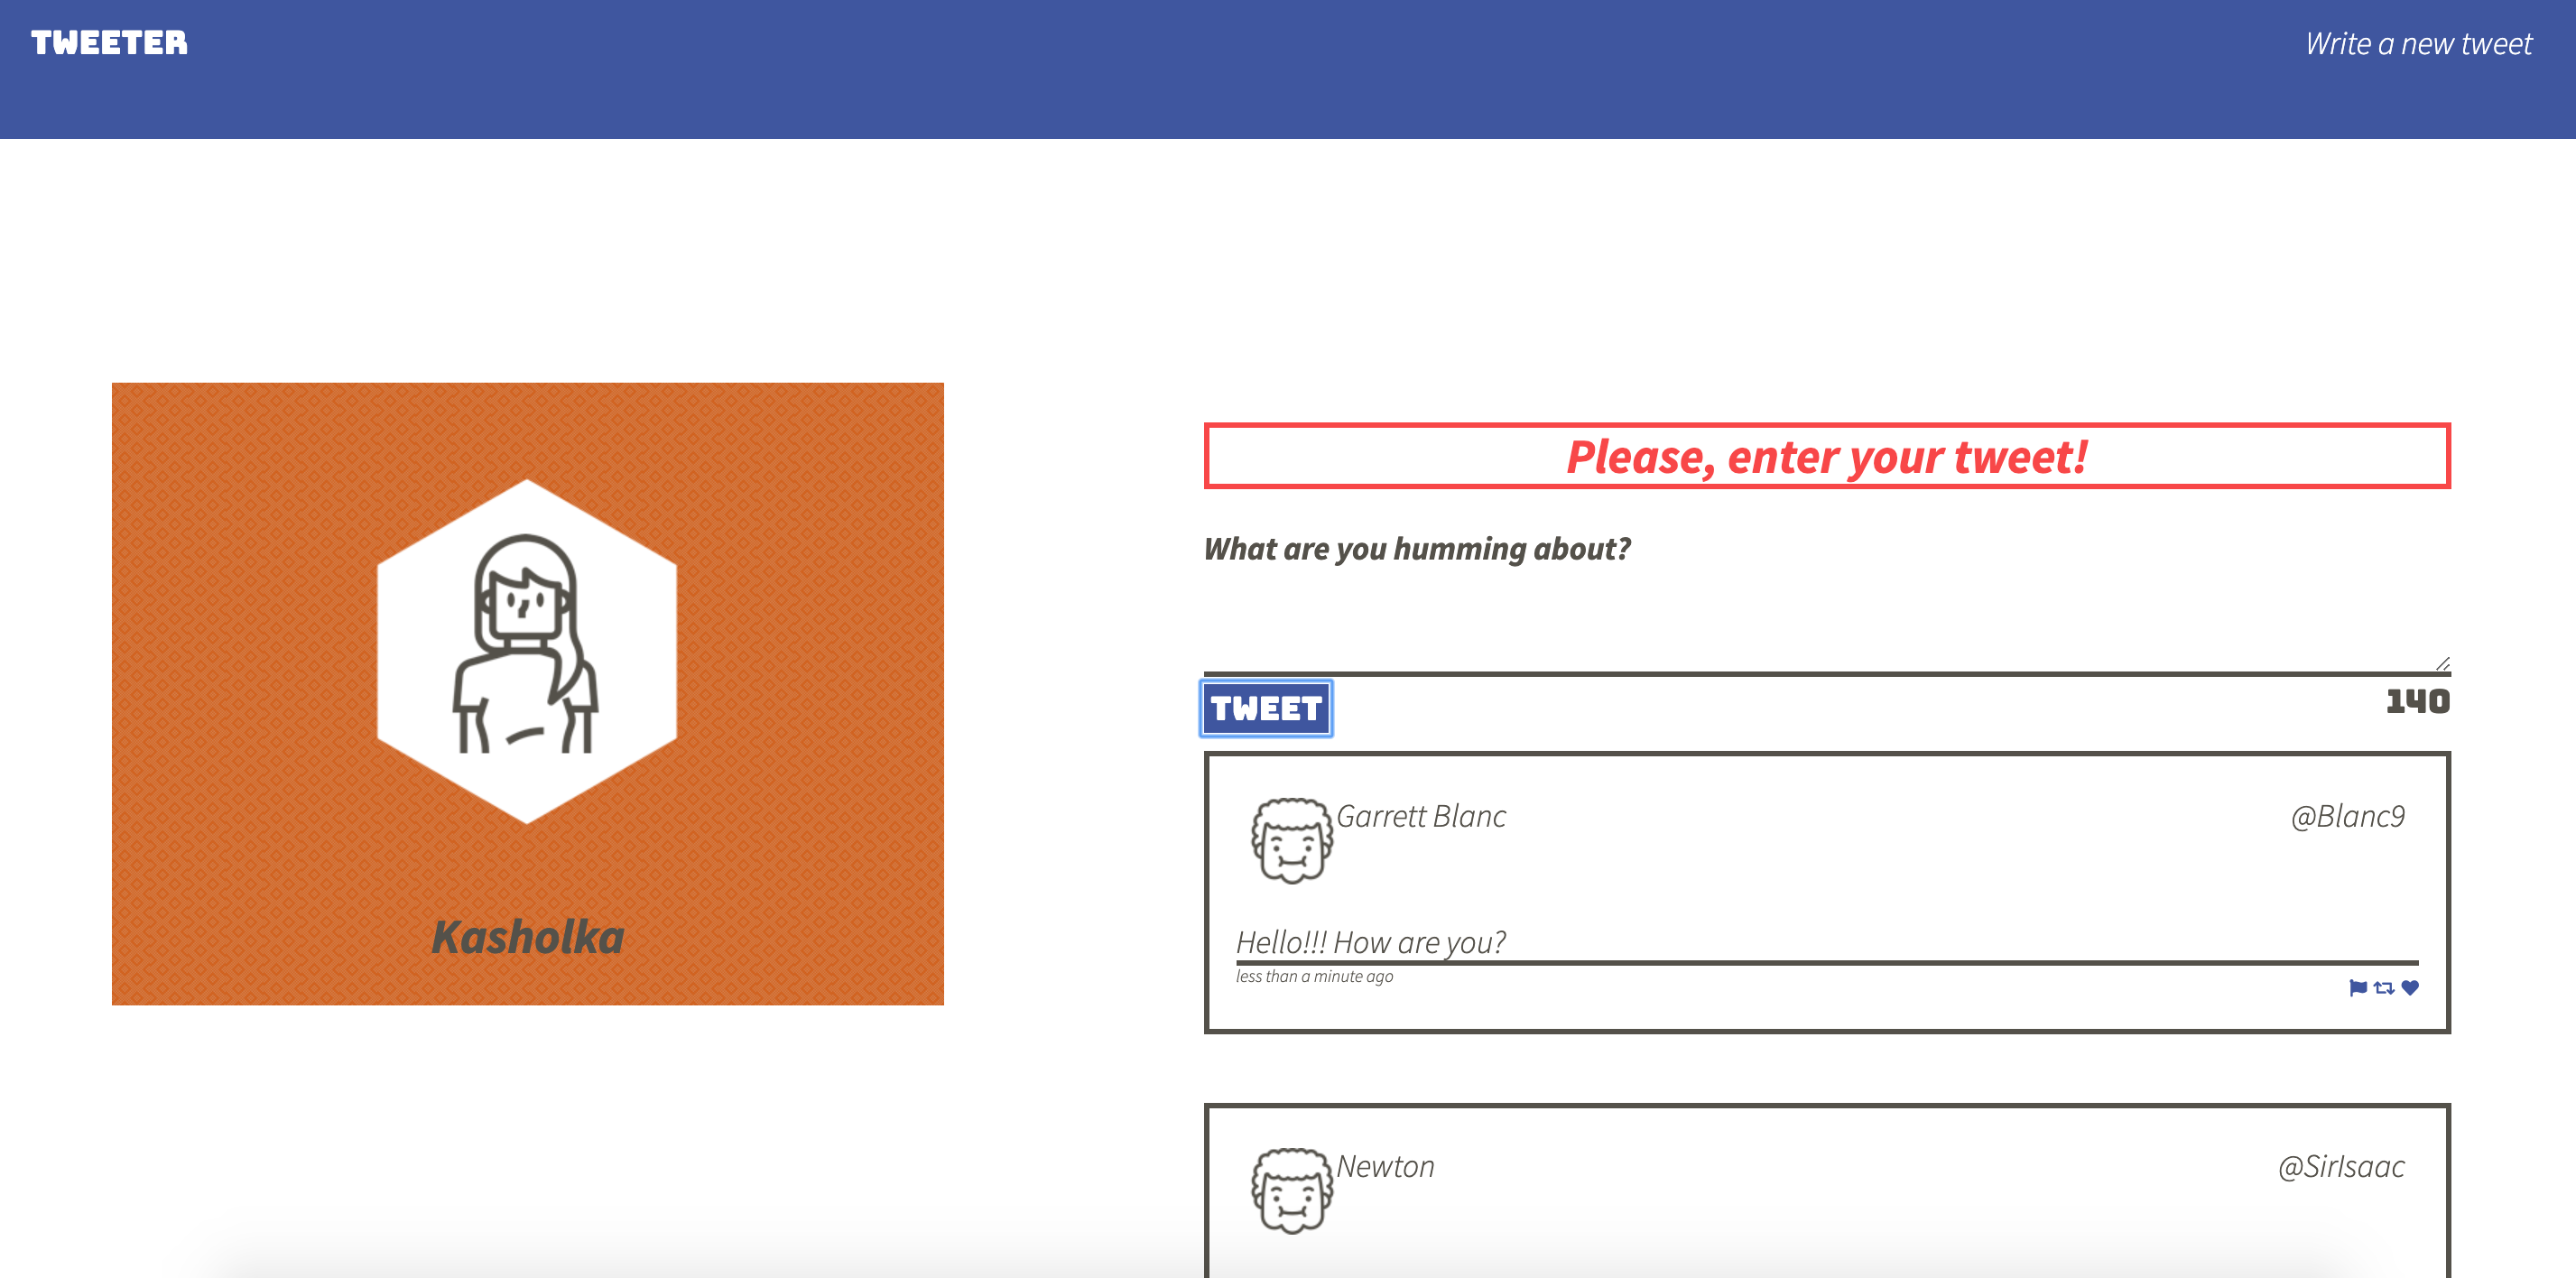 TWEETER
Write a new tweet
Kasholka
Please, enter your tweet!
What are you humming about?
TWEET
140
Garrett Blanc
@Blanc9
Hello!!! How are you?
less than a minute ago
Newton
@SirIsaac